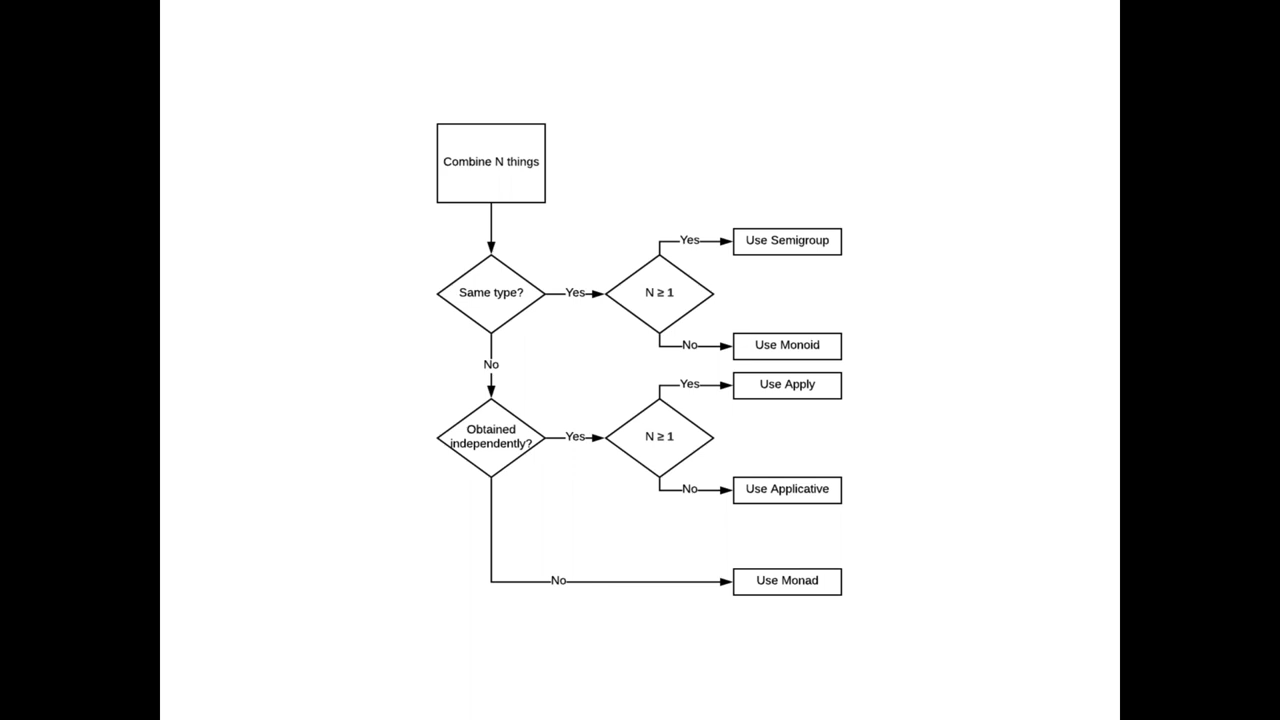 Combine N things
Yes
Use Semigroup
Same type?
Yes
N ≥ 1
No
Use Monoid
No
Yes
Use Apply
Obtained
independently?
Yes
N ≥ 1
No
Use Applicative
No
Use Monad